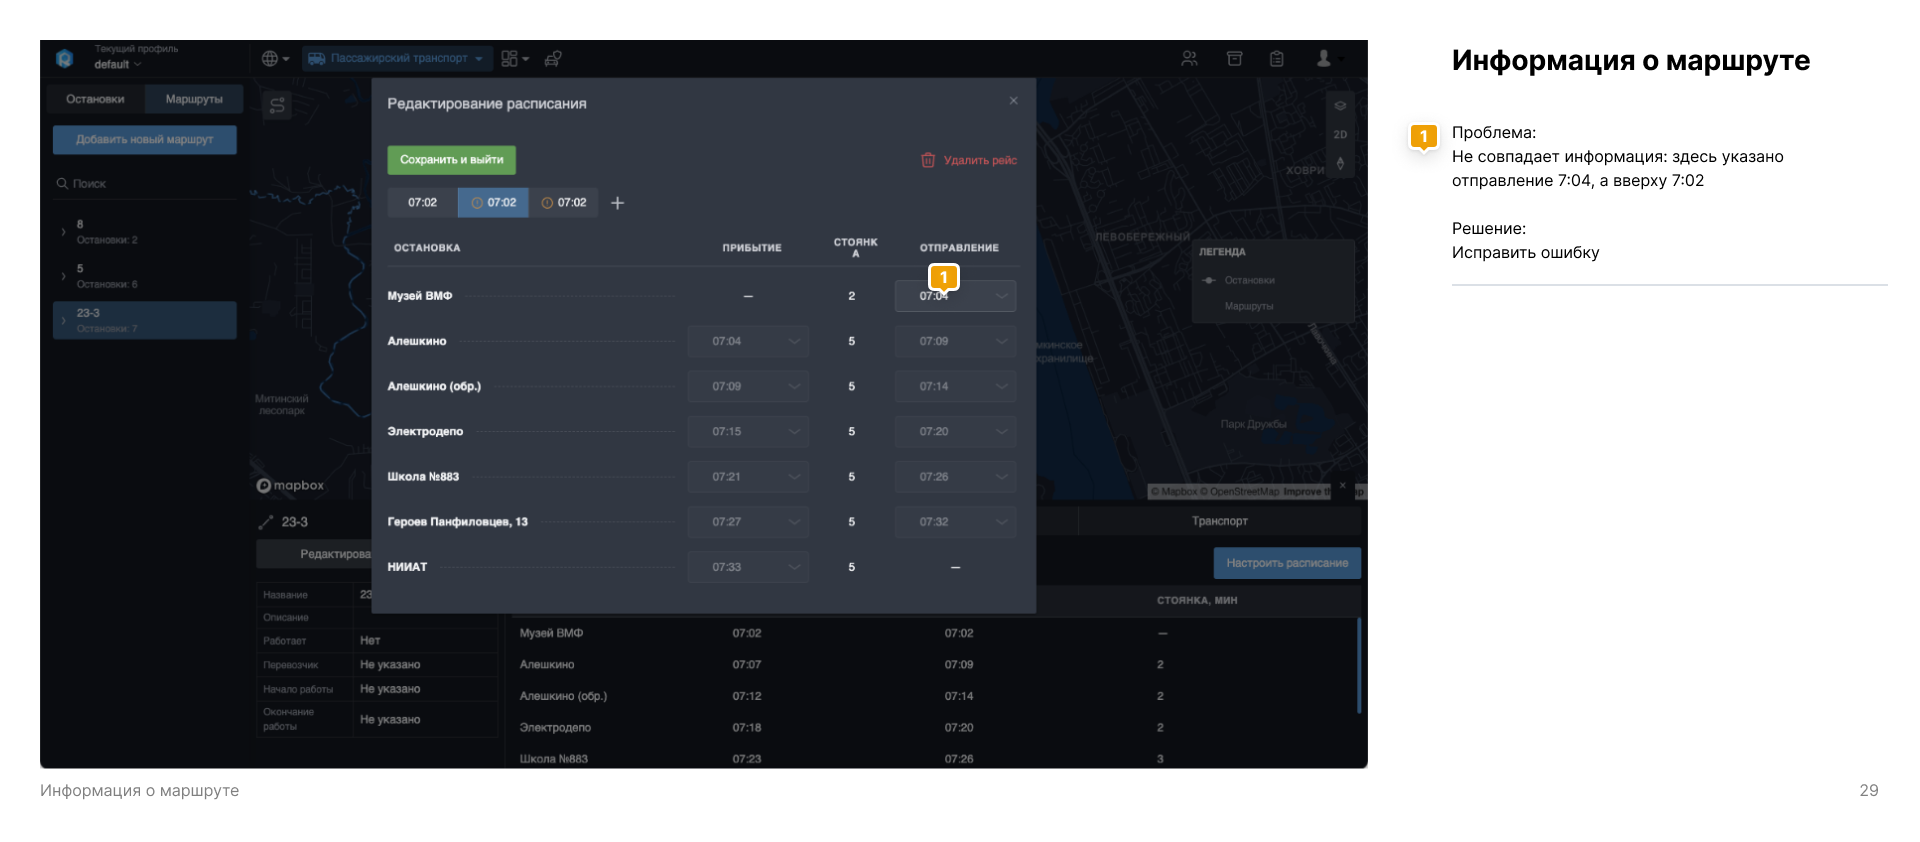 Текущий профиль
default
Пассажирский транспорт
Остановки
Маршруты
Добавить новый маршрут
Поиск
8
Остановки: 2
5
Остановки: 6
23-3
Остановки: 7
Редактирование расписания
Сохранить и выйти
Удалить рейс
07:02
07:02
07:02
ОСТАНОВКА
ПРИБЫТИЕ
СТОЯНК
А
ОТПРАВЛЕНИЕ
1
Музей ВМФ — 2 07:04
Алешкино 07:04 5 07:09
Алешкино (обр.) 07:09 5 07:14
Электродепо 07:15 5 07:20
Школа №883 07:21 5 07:26
Героев Панфиловцев, 13 07:27 5 07:32
НИИАТ 07:33 5 —
2D
ХОВРИ
ЛЕВОБЕРЕЖНЫЙ
ЛЕГЕНДА
Остановки
Маршруты
Парк Дружбы
Митинский
лесопарк
mapbox
© Mapbox © OpenStreetMap Improve th
23-3
Транспорт
Редактирова
Настроить расписание
Название 23
Описание
Работает Нет
Перевозчик Не указано
Начало работы Не указано
Окончание
работы
Не указано
СТОЯНКА, МИН
Музей ВМФ 07:02 07:02 —
Алешкино 07:07 07:09 2
Алешкино (обр.) 07:12 07:14 2
Электродепо 07:18 07:20 2
Школа №883 07:23 07:26 3
Информация о маршруте
1
Проблема:
Не совпадает информация: здесь указано
отправление 7:04, а вверху 7:02
Решение:
Исправить ошибку
Информация о маршруте
29